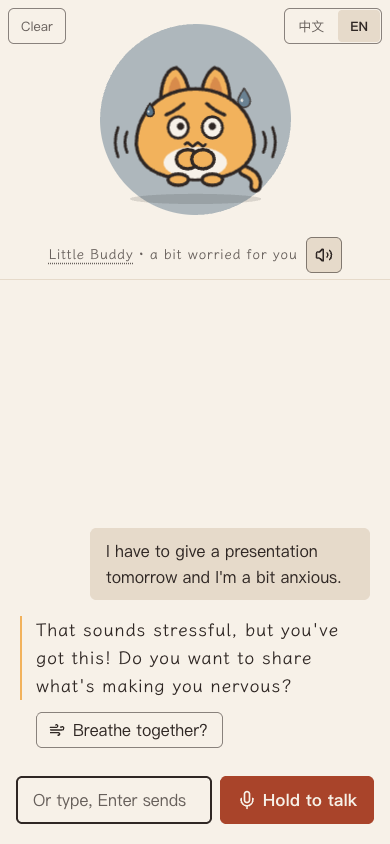 Clear
中文 EN
Little Buddy • a bit worried for you
I have to give a presentation
tomorrow and I'm a bit anxious.
That sounds stressful, but you've
got this! Do you want to share
what's making you nervous?
Breathe together?
Or type, Enter sends
Hold to talk